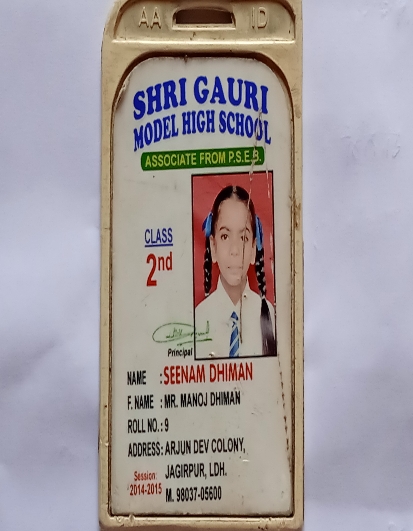 AA ID
SHRI GAURI
MODEL HIGH SCHOOL
ASSOCIATE FROM P.S.E.B.
CLASS
2nd
Principal
NAME : SEENAM DHIMAN
F. NAME : MR. MANOJ DHIMAN
ROLL NO. : 9
ADDRESS: ARJUN DEV COLONY,
JAGIRPUR, LDH.
Session: 2014-2015
M. 98037-05600